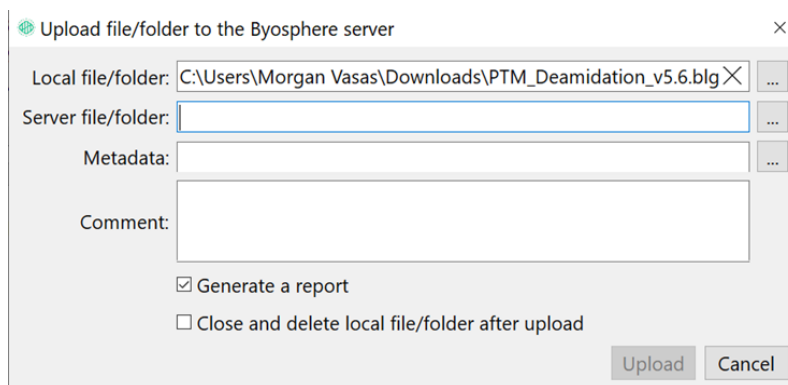 Upload file/folder to the Byosphere server
Local file/folder: C:\Users\Morgan Vasas\Downloads\PTM_Deamidation_v5.6.blg ...
Server file/folder: ...
Metadata: ...
Comment:
Generate a report
Close and delete local file/folder after upload
Upload Cancel